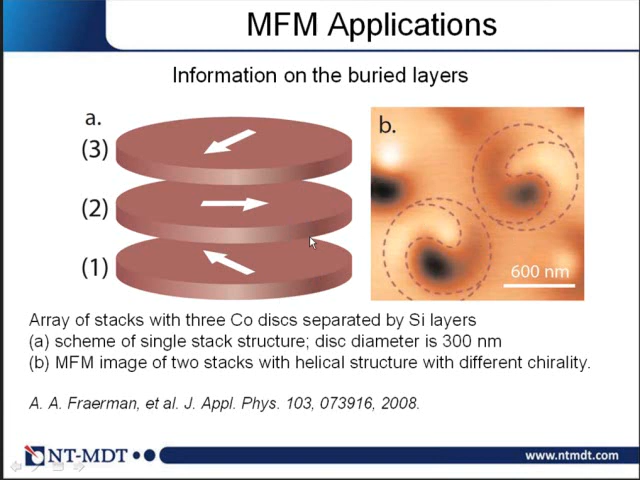 MFM Applications
Information on the buried layers
a.
(3)
(2)
(1)
b.
600 nm
Array of stacks with three Co discs separated by Si layers
(a) scheme of single stack structure; disc diameter is 300 nm
(b) MFM image of two stacks with helical structure with different chirality.
A. A. Fraerman, et al. J. Appl. Phys. 103, 073916, 2008.
NT-MDT
www.ntmdt.com